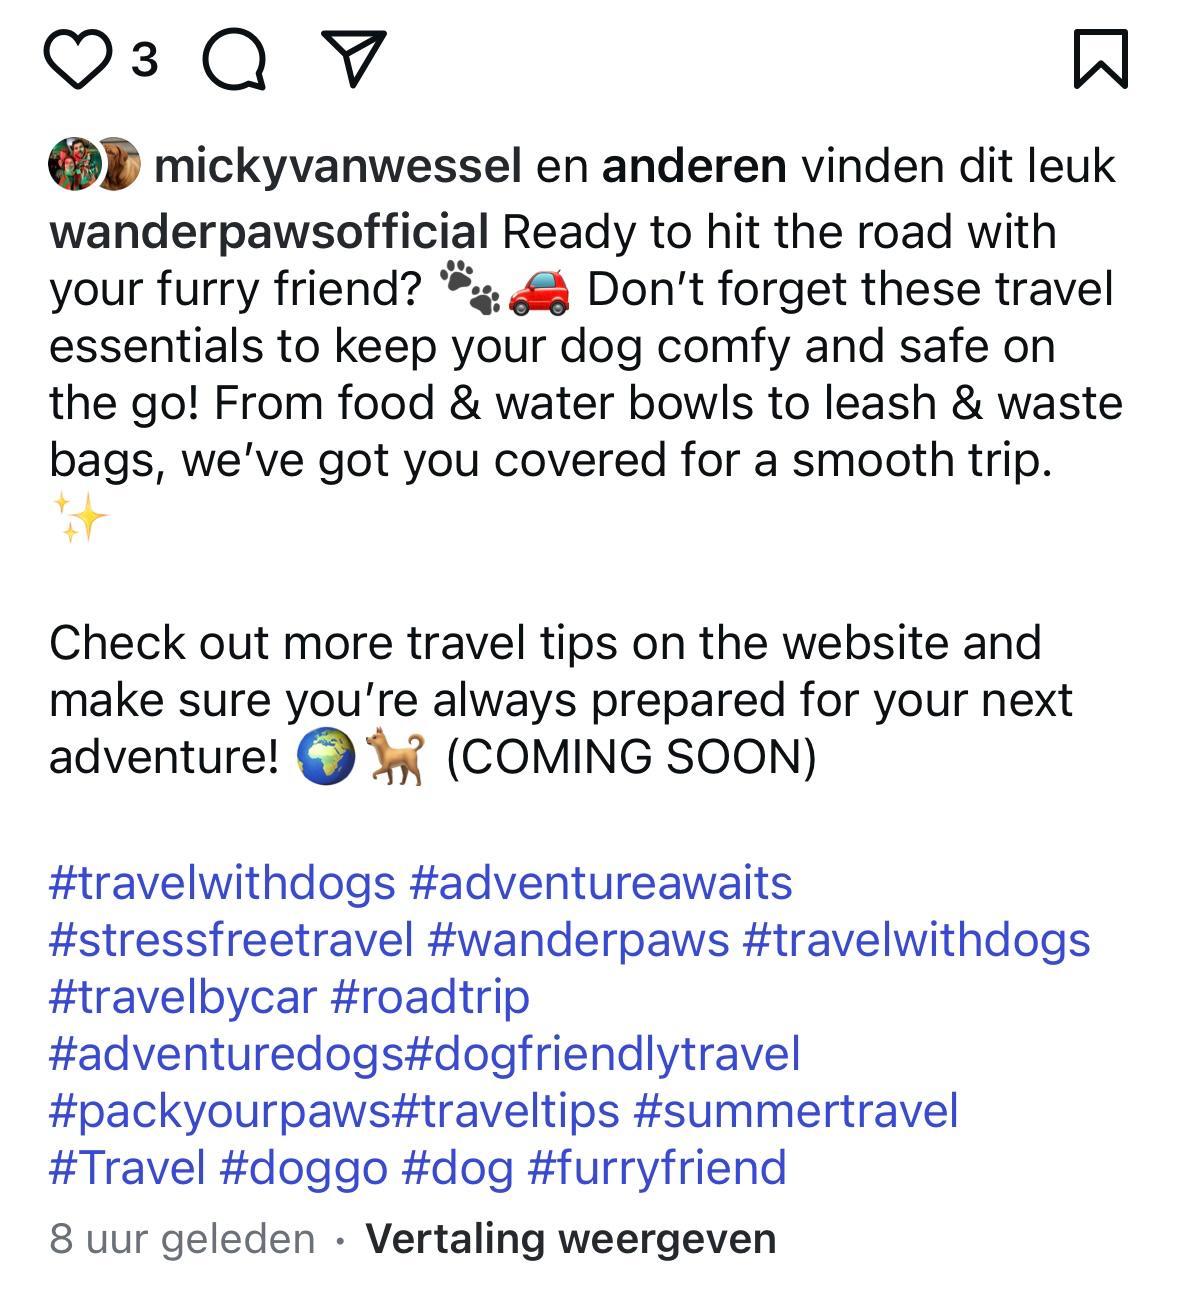 3
mickyvanwessel en anderen vinden dit leuk
wanderpawsofficial Ready to hit the road with
your furry friend? 🐾🚗 Don’t forget these travel
essentials to keep your dog comfy and safe on
the go! From food & water bowls to leash & waste
bags, we’ve got you covered for a smooth trip.
✨
Check out more travel tips on the website and
make sure you’re always prepared for your next
adventure! 🌍🐕 (COMING SOON)
#travelwithdogs #adventureawaits
#stressfreetravel #wanderpaws #travelwithdogs
#travelbycar #roadtrip
#adventuredogs#dogfriendlytravel
#packyourpaws#traveltips #summertravel
#Travel #doggo #dog #furryfriend
8 uur geleden · Vertaling weergeven